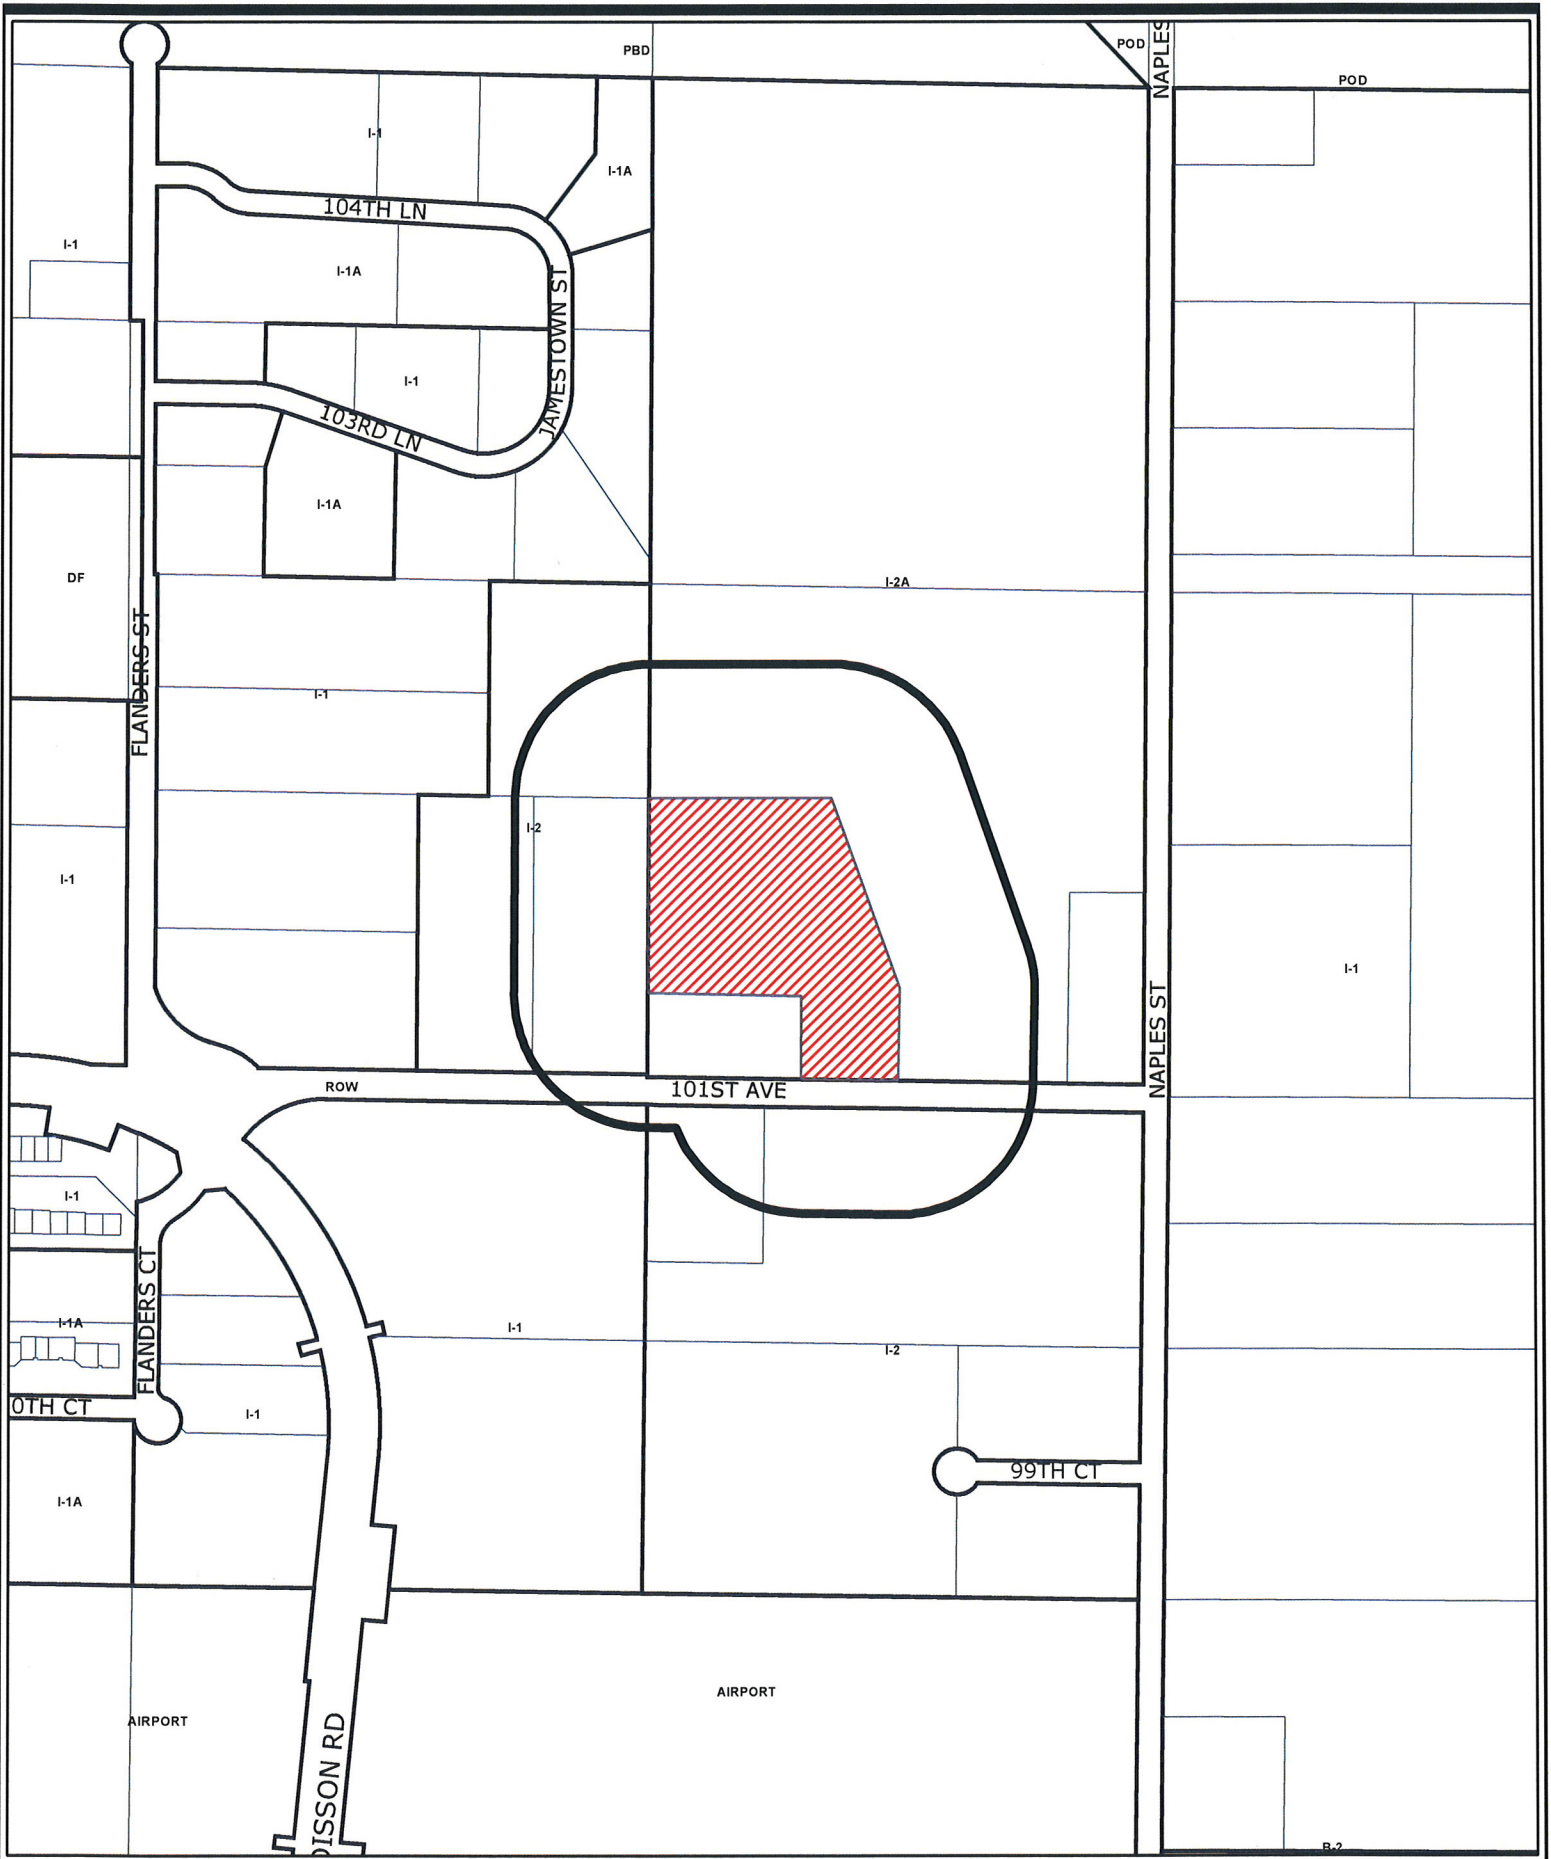 PBD
POD
NAPLES
POD
I-1
I-1A
104TH LN
I-1
I-1A
JAMESTOWN ST
I-1
103RD LN
I-1A
DF
I-2A
FLANDERS ST
I-1
I-2
I-1
I-1
NAPLES ST
ROW
101ST AVE
I-1
FLANDERS CT
I-1A
I-1
I-2
0TH CT
I-1
99TH CT
I-1A
AIRPORT
AIRPORT
DISSON RD
B-2